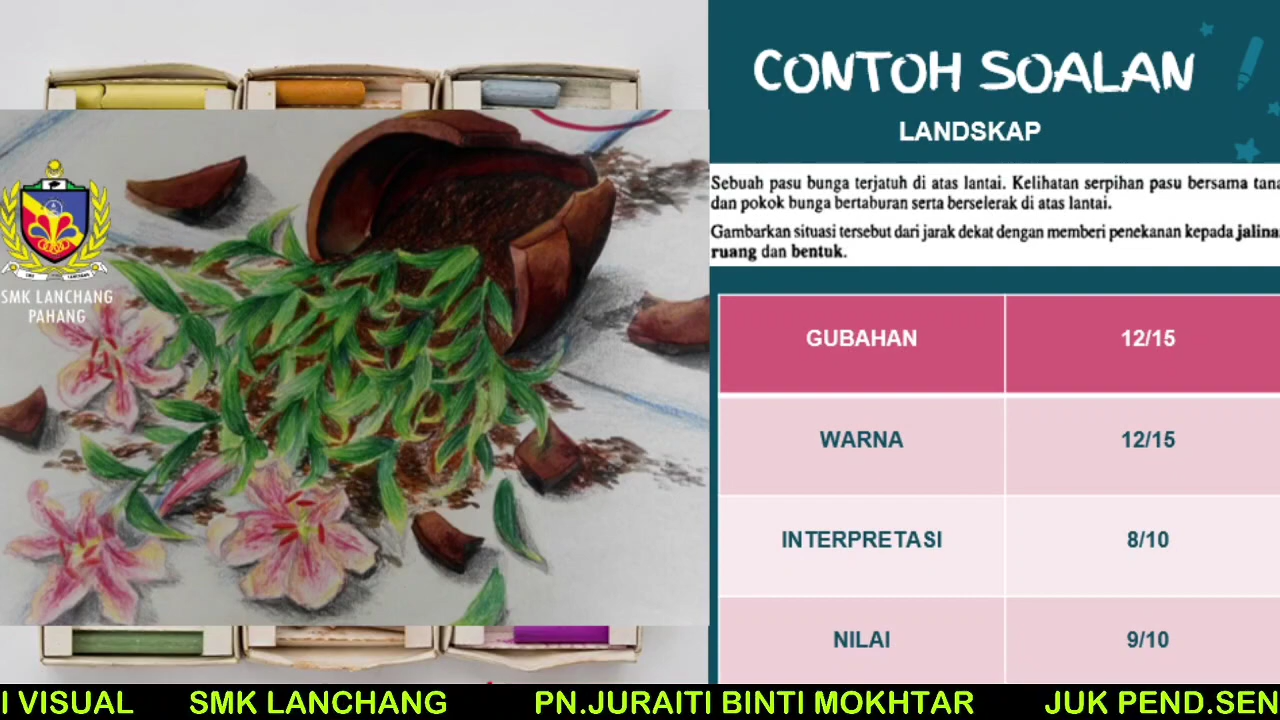 CONTOH SOALAN
LANDSKAP
Sebuah pasu bunga terjatuh di atas lantai. Kelihatan serpihan pasu bersama tana
dan pokok bunga bertaburan serta berselerak di atas lantai.
Gambarkan situasi tersebut dari jarak dekat dengan memberi penekanan kepada jalina
ruang dan bentuk.
GUBAHAN 12/15
WARNA 12/15
INTERPRETASI 8/10
NILAI 9/10
SMK LANCHANG
PAHANG
I VISUAL SMK LANCHANG PN.JURAITI BINTI MOKHTAR JUK PEND.SEN